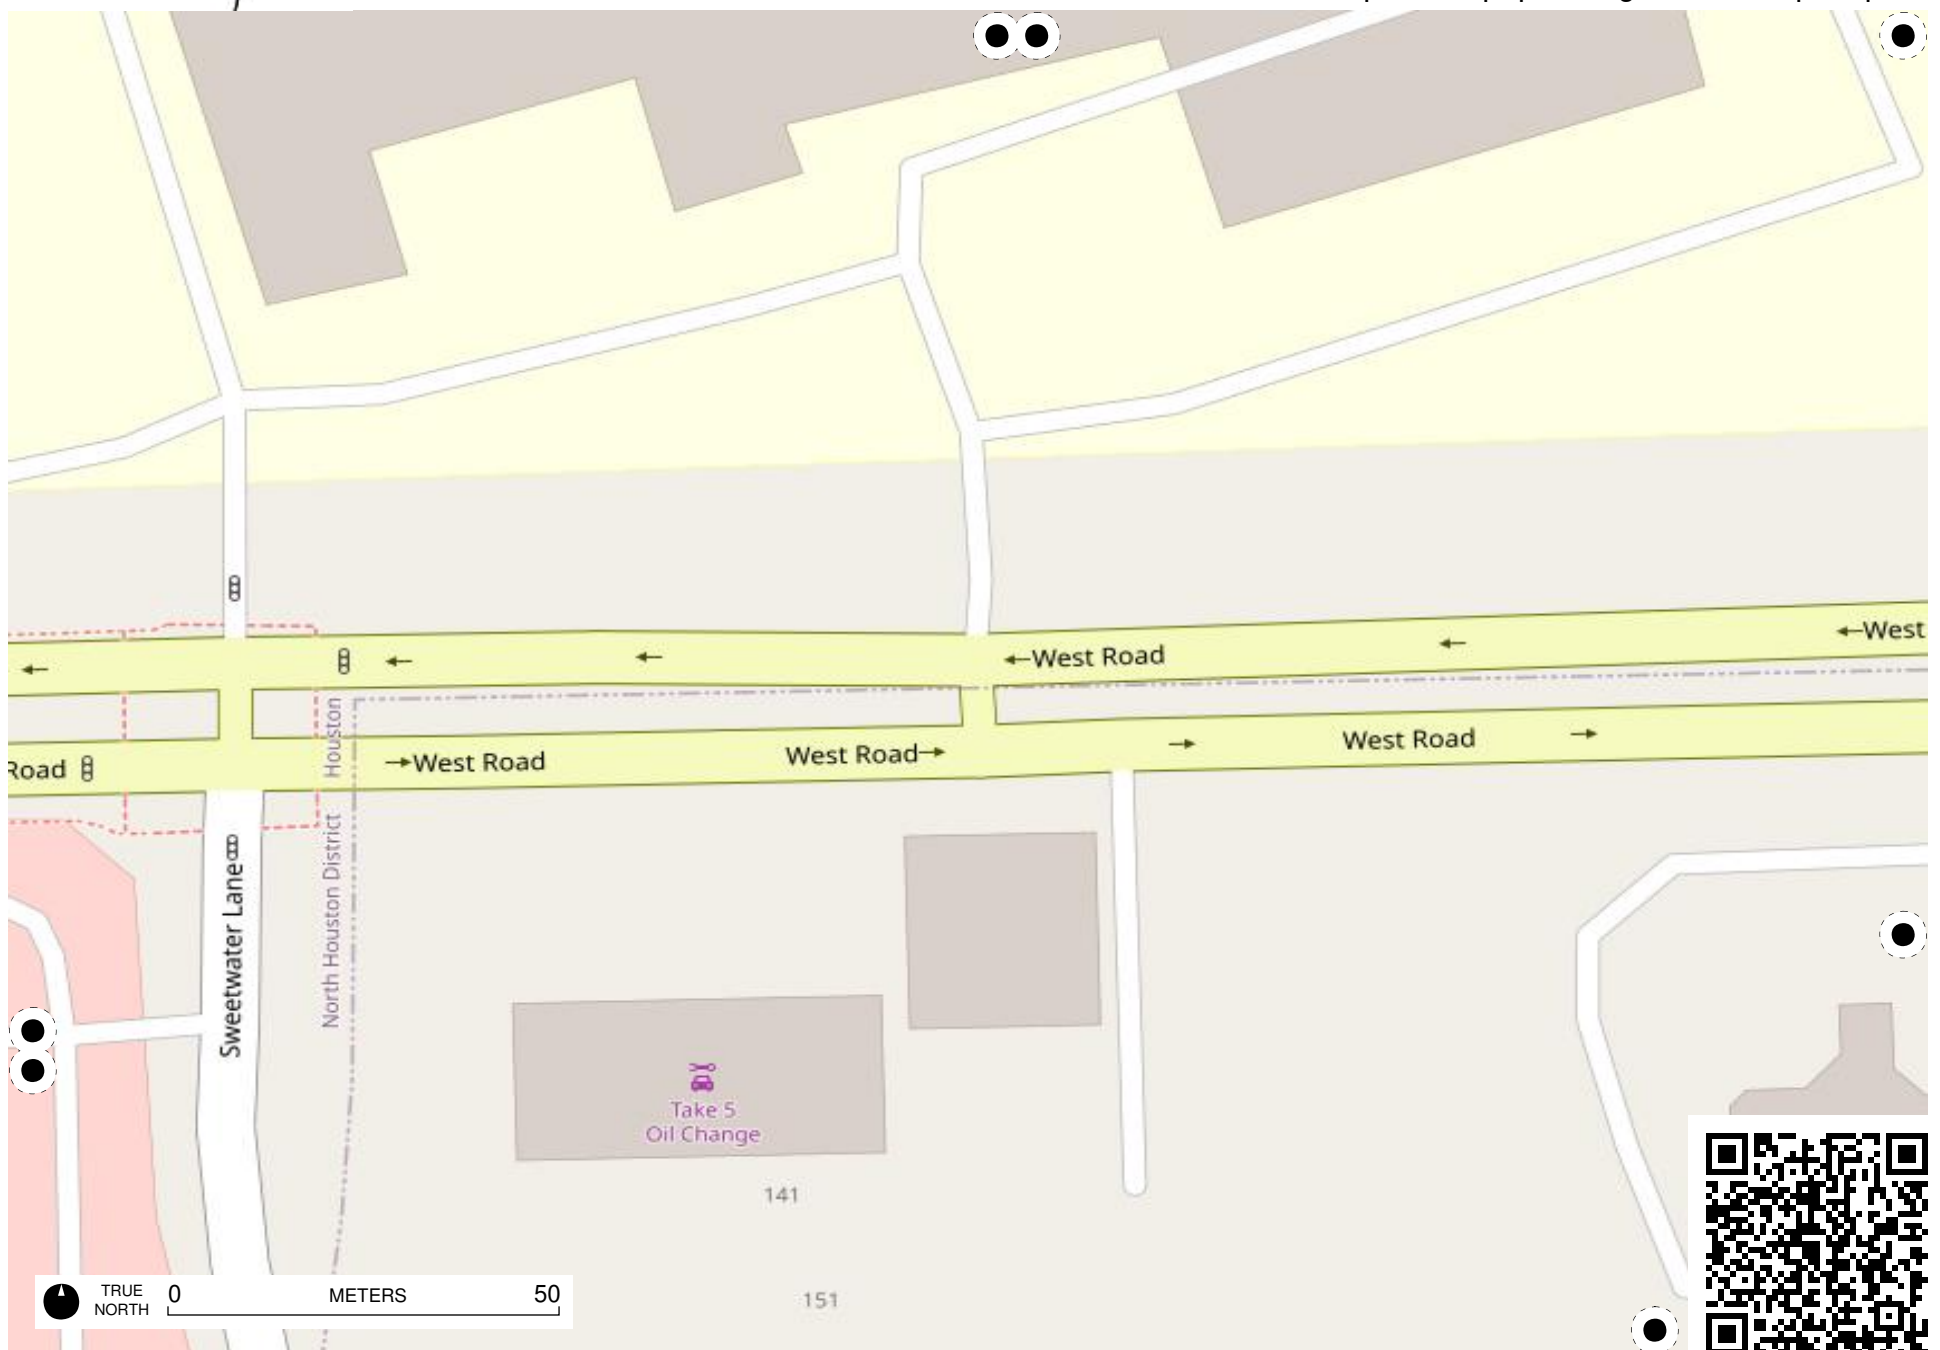 ←West
←West Road
West Road→
West Road
→West Road
Road
Houston
North Houston District
Sweetwater Lane
Take 5
Oil Change
141
151
TRUE
NORTH
0 METERS 50